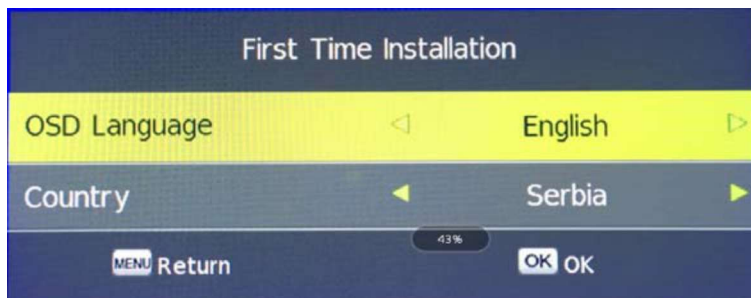 First Time Installation
OSD Language English
Country Serbia
43%
MENU Return OK OK